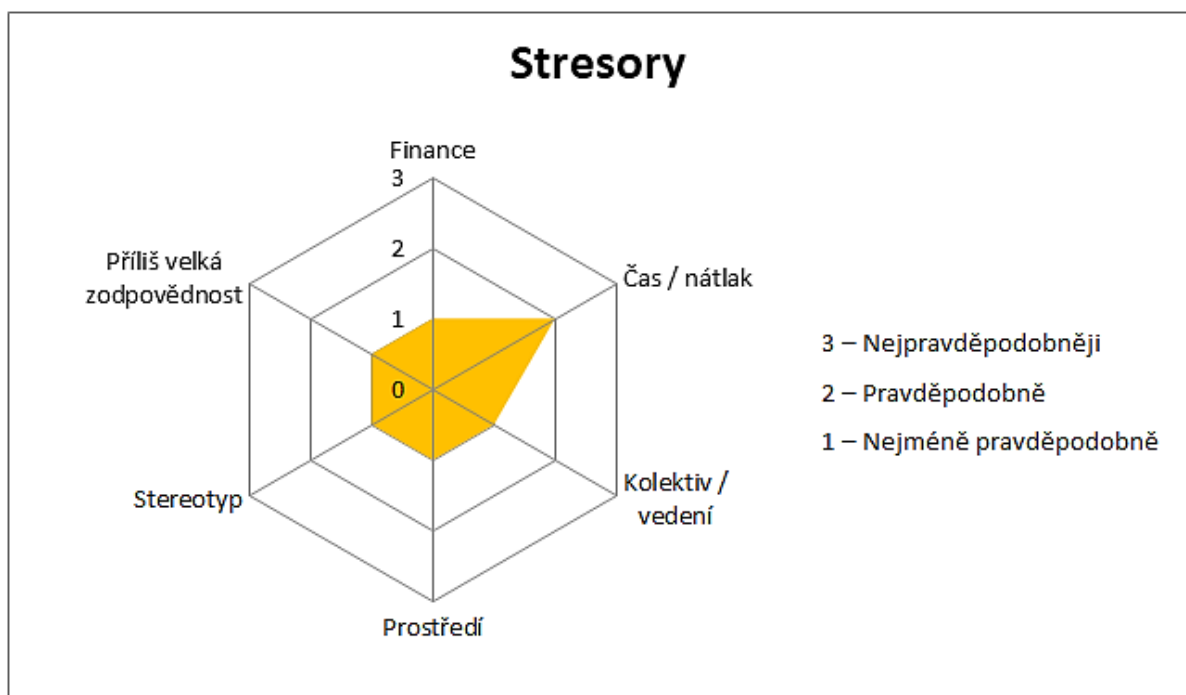 Stresory
Finance
3
2
1
0
Čas / nátlak
Kolektiv /
vedení
Prostředí
Stereotyp
Příliš velká
zodpovědnost
3 – Nejpravděpodobněji
2 – Pravděpodobně
1 – Nejméně pravděpodobně